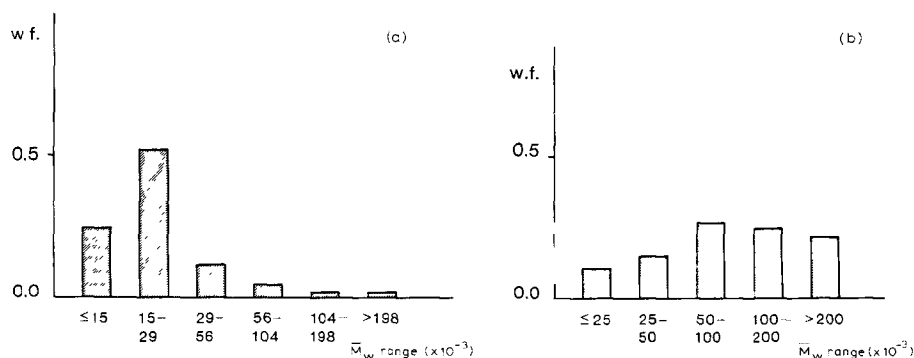 w f.
(a)
0.5
0.0
≤15 15– 29– 56– 104– >198
29 56 104 198
M̅w range (x10⁻³)
(b)
w.f.
0.5
0.0
≤25 25– 50– 100– >200
50 100 200
M̅w range (x10⁻³)